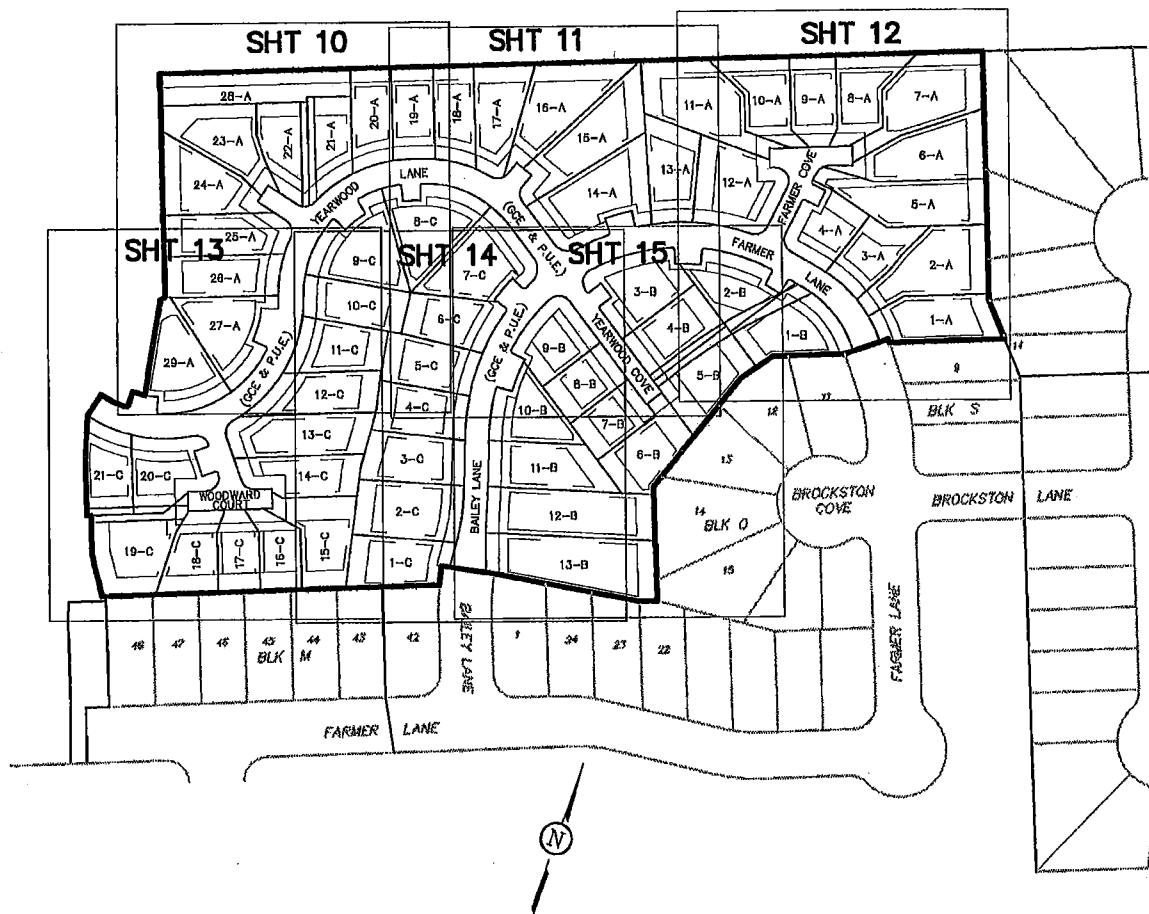 SHT 10
SHT 11
SHT 12
28-A
23-A
22-A
21-A
20-A
19-A
18-A
17-A
16-A
15-A
11-A
10-A
9-A
8-A
7-A
24-A
YEARWOOD
LANE
14-A
13-A
12-A
FARMER COVE
6-A
5-A
8-C
(GCE & P.U.E.)
4-A
SHT 13
25-A
SHT 14
SHT 15
FARMER
LANE
3-A
2-A
26-A
9-C
7-C
3-B
2-B
27-A
10-C
6-C
(GCE & P.U.E.)
4-B
1-B
1-A
29-A
(GCE & P.U.E.)
11-C
5-C
9-B
YEARWOOD COVE
8-B
5-B
9
12-C
4-C
10-B
7-B
BLK S
13-C
3-C
11-B
6-B
15
21-C
20-C
14-C
WOODWARD
COURT
2-C
BAILEY LANE
12-B
14
BLK O
BROCKSTON
COVE
BROCKSTON LANE
19-C
18-C
17-C
16-C
15-C
1-C
13-B
47
45
44
43
42
BAILEY LANE
24
23
22
BLK M
FARMER LANE
FARMER LANE
N